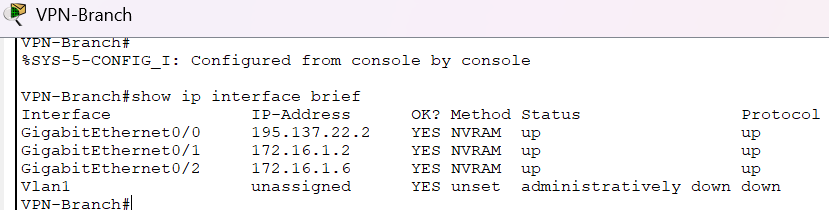 VPN-Branch
VPN-Branch#
%SYS-5-CONFIG_I: Configured from console by console
VPN-Branch#show ip interface brief
Interface IP-Address OK? Method Status Protocol
GigabitEthernet0/0 195.137.22.2 YES NVRAM up up
GigabitEthernet0/1 172.16.1.2 YES NVRAM up up
GigabitEthernet0/2 172.16.1.6 YES NVRAM up up
Vlan1 unassigned YES unset administratively down down
VPN-Branch#